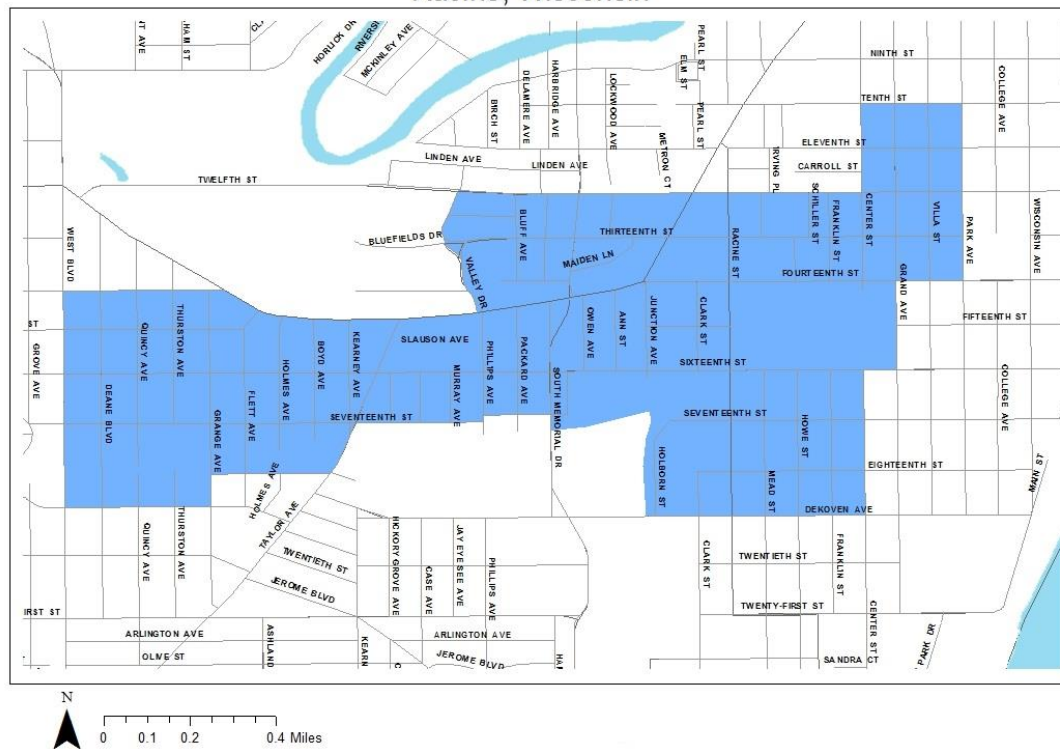 NINTH ST
PEARL ST
ELM ST
HORLICK DR
MCKINLEY AVE
COLLEGE AVE
TENTH ST
BIRCH ST
DELAMERE AVE
HARBRIDGE AVE
LOCKWOOD AVE
PEARL ST
METRON CT
IRVING PL
ELEVENTH ST
CARROLL ST
LINDEN AVE
LINDEN AVE
TWELFTH ST
SCHILLER ST
FRANKLIN ST
CENTER ST
VILLA ST
PARK AVE
WISCONSIN AVE
WEST BLVD
BLUEFIELDS DR
BLUFF AVE
THIRTEENTH ST
MAIDEN LN
RACINE ST
VALLEY DR
FOURTEENTH ST
GRAND AVE
ST
GROVE AVE
QUINCY AVE
THURSTON AVE
HOLMES AVE
BOYD AVE
KEARNEY AVE
SLAUSON AVE
PHILLIPS AVE
PACKARD AVE
OWEN AVE
ANN ST
JUNCTION AVE
CLARK ST
FIFTEENTH ST
SIXTEENTH ST
DEANE BLVD
GRANGE AVE
FLETT AVE
MURRAY AVE
SEVENTEENTH ST
SOUTH MEMORIAL DR
SEVENTEENTH ST
HOWE ST
COLLEGE AVE
HOLMES AVE
HOLBORN ST
MEAD ST
EIGHTEENTH ST
MAIN ST
DEKOVEN AVE
QUINCY AVE
THURSTON AVE
TAYLOR AVE
TWENTIETH ST
JEROME BLVD
HICKORY GROVE AVE
CASE AVE
JAY EYE SEE AVE
PHILLIPS AVE
CLARK ST
TWENTIETH ST
FRANKLIN ST
IRST ST
TWENTY-FIRST ST
CENTER ST
PARK DR
ARLINGTON AVE
ASHLAND
KEARN
ARLINGTON AVE
OLIVE ST
JEROME BLVD
SANDRA CT
N
0 0.1 0.2 0.4 Miles